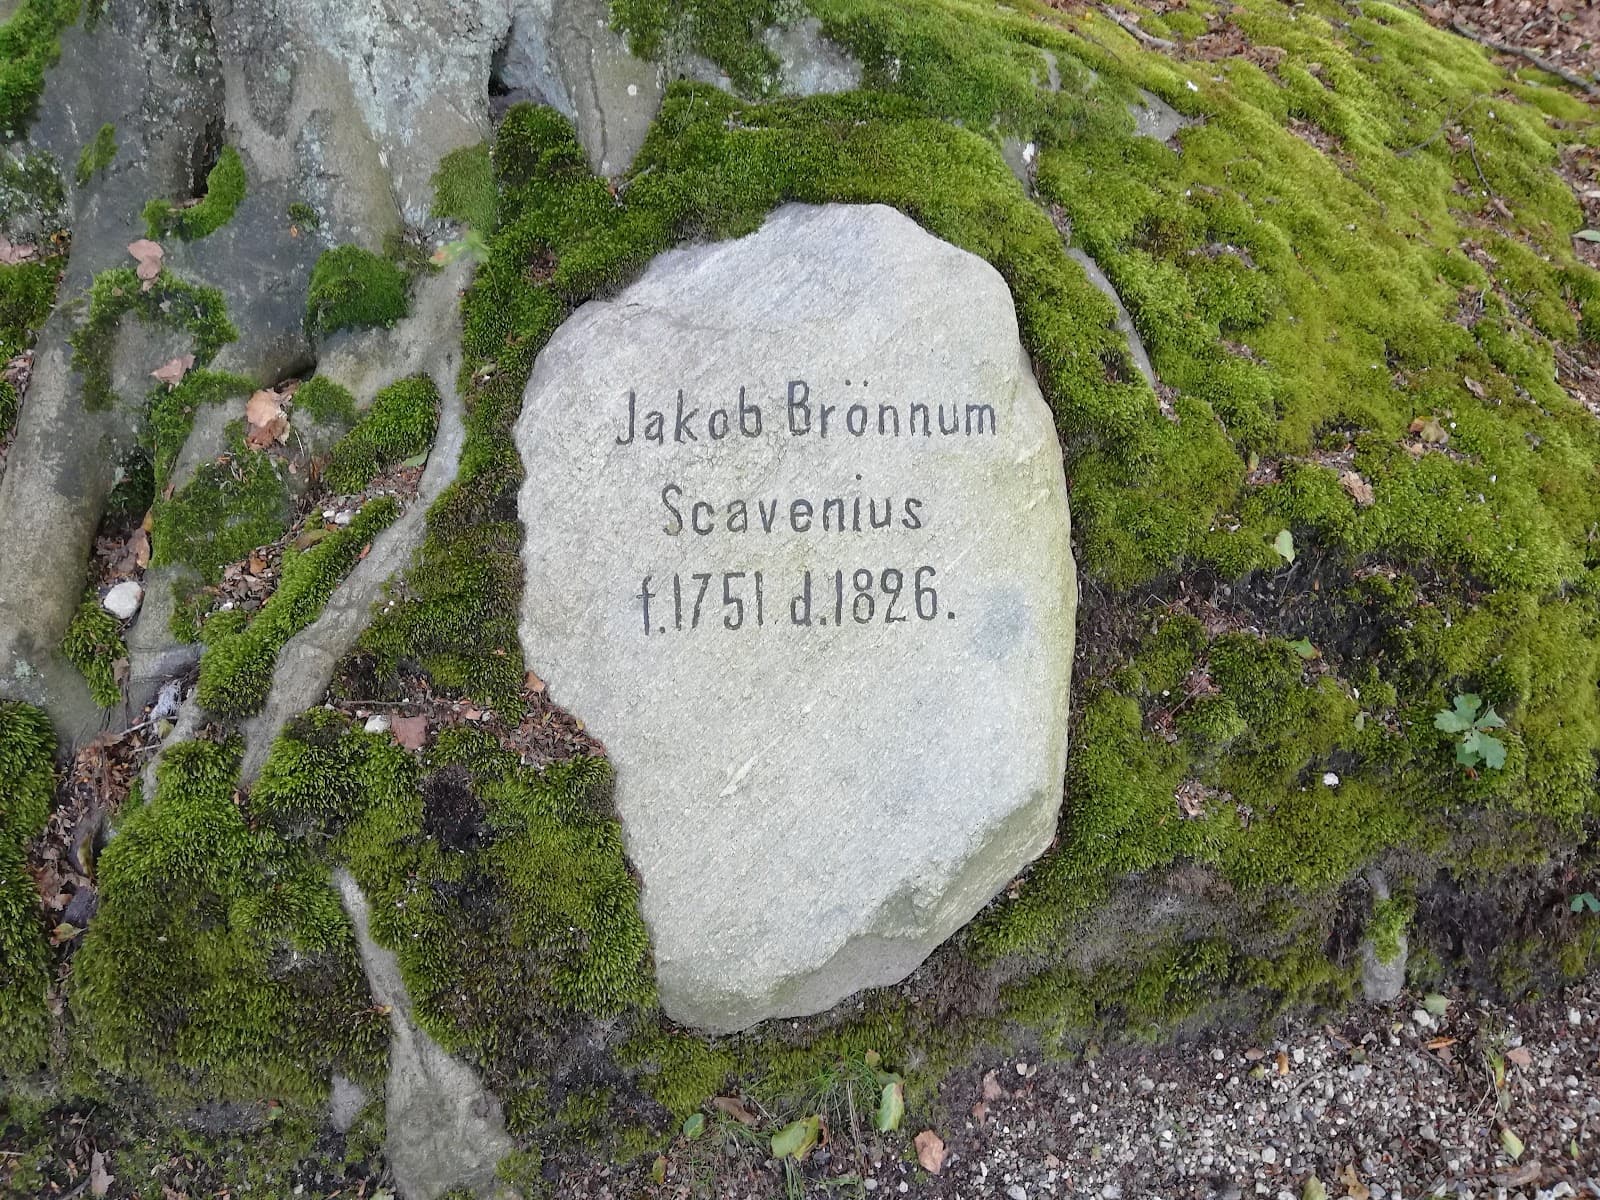 Jakob Brönnum
Scavenius
f.1751 d.1826.